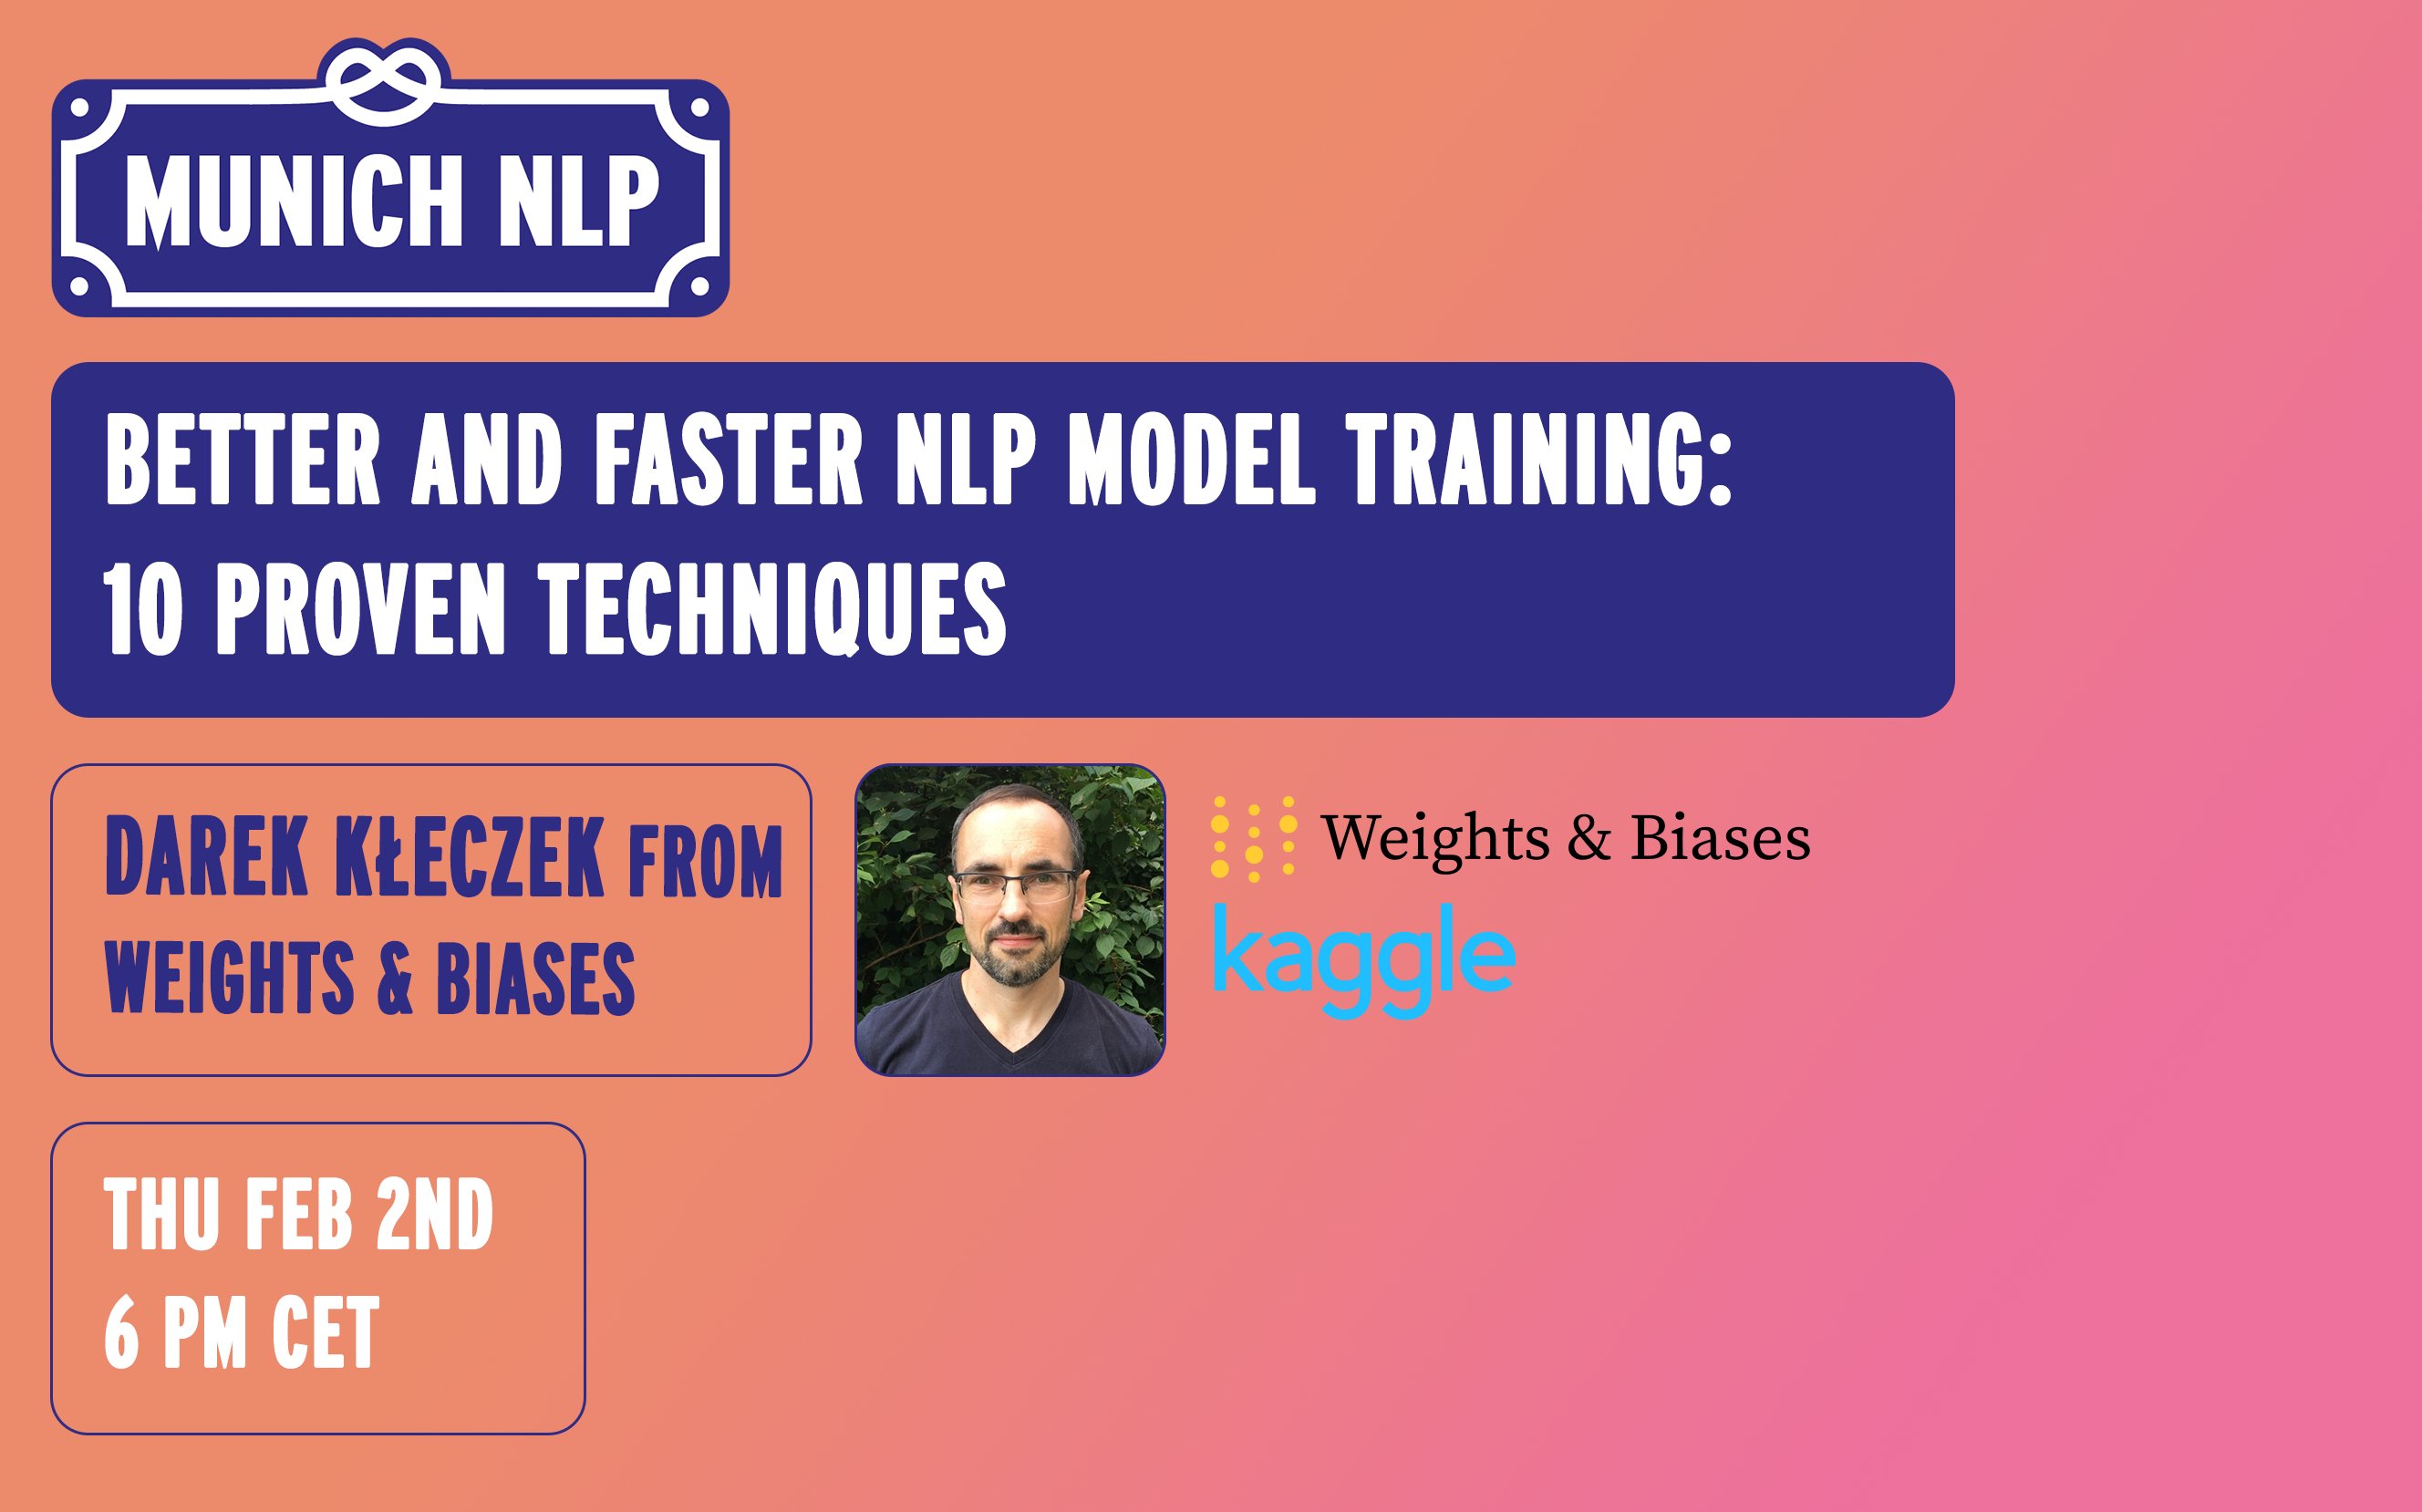 MUNICH NLP
BETTER AND FASTER NLP MODEL TRAINING:
10 PROVEN TECHNIQUES
DAREK KŁECZEK FROM
WEIGHTS & BIASES
Weights & Biases
kaggle
THU FEB 2ND
6 PM CET